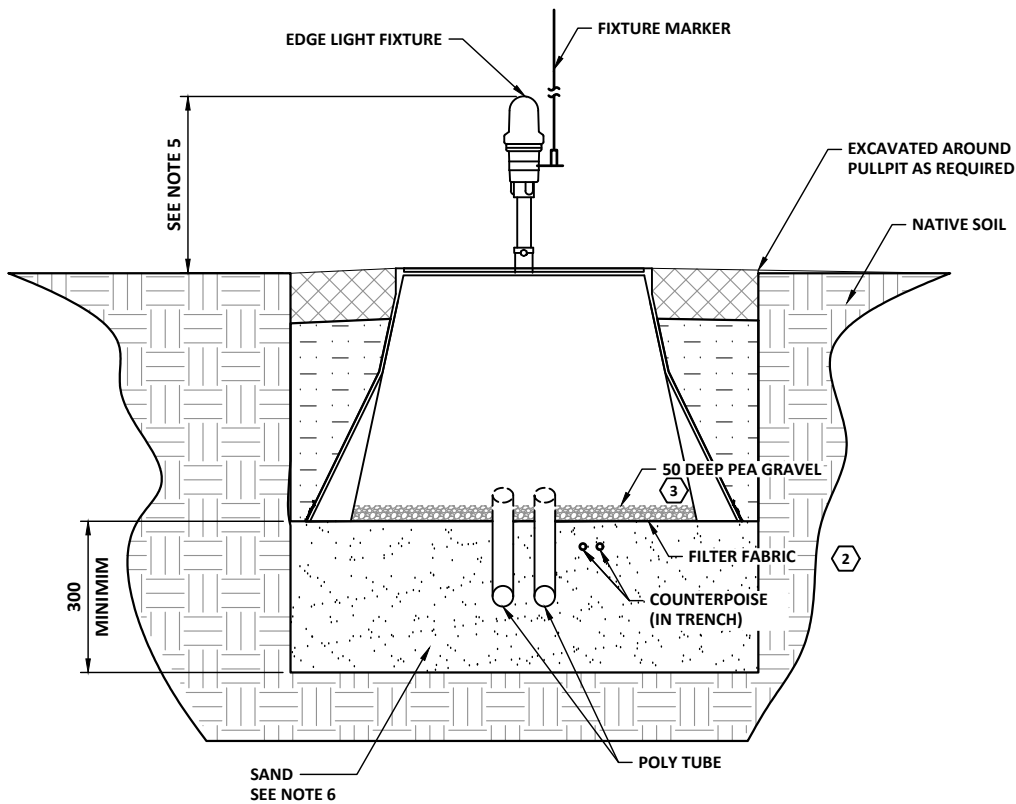 FIXTURE MARKER
EDGE LIGHT FIXTURE
SEE NOTE 5
EXCAVATED AROUND
PULLPIT AS REQUIRED
NATIVE SOIL
50 DEEP PEA GRAVEL
3
FILTER FABRIC
2
300
MINIMIM
COUNTERPOISE
(IN TRENCH)
POLY TUBE
SAND
SEE NOTE 6